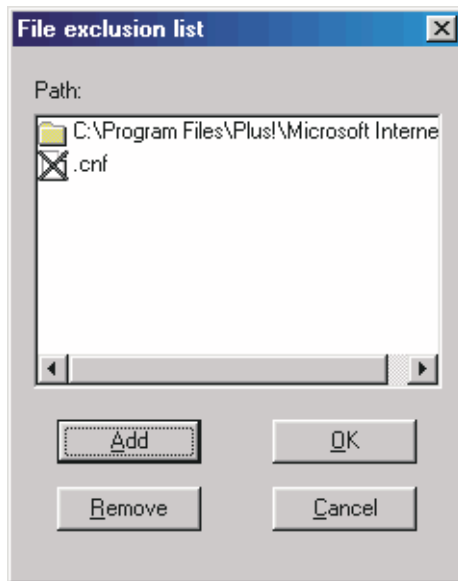 File exclusion list
Path:
C:\Program Files\Plus!\Microsoft Interne
.cnf
Add
OK
Remove
Cancel